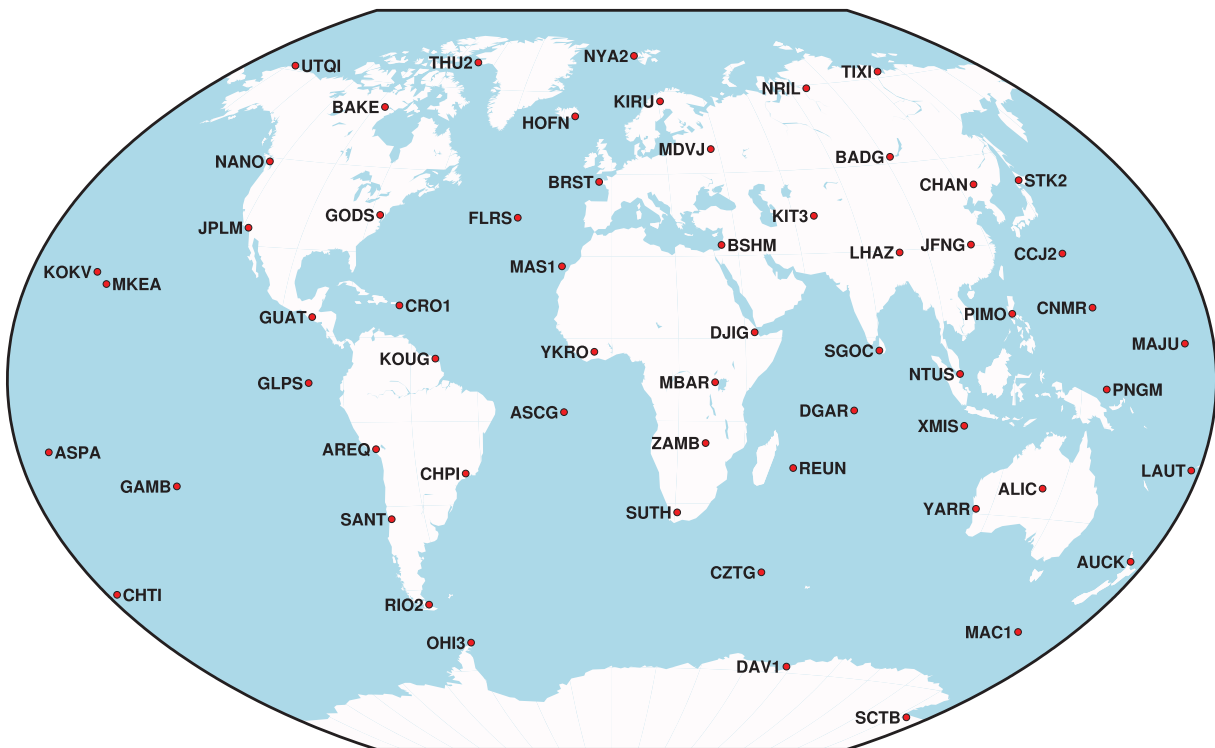 UTQI
THU2
NYA2
TIXI
NRIL
BAKE
KIRU
HOFN
MDVJ
BADG
NANO
BRST
CHAN
STK2
GODS
FLRS
KIT3
JPLM
BSHM
LHAZ
JFNG
CCJ2
KOKV
MKEA
MAS1
CRO1
GUAT
PIMO
CNMR
DJIG
MAJU
KOUG
YKRO
SGOC
NTUS
GLPS
MBAR
PNGM
ASCG
DGAR
XMIS
ASPA
AREQ
ZAMB
CHPI
REUN
LAUT
GAMB
ALIC
SANT
SUTH
YARR
AUCK
CZTG
CHTI
RIO2
MAC1
OHI3
DAV1
SCTB